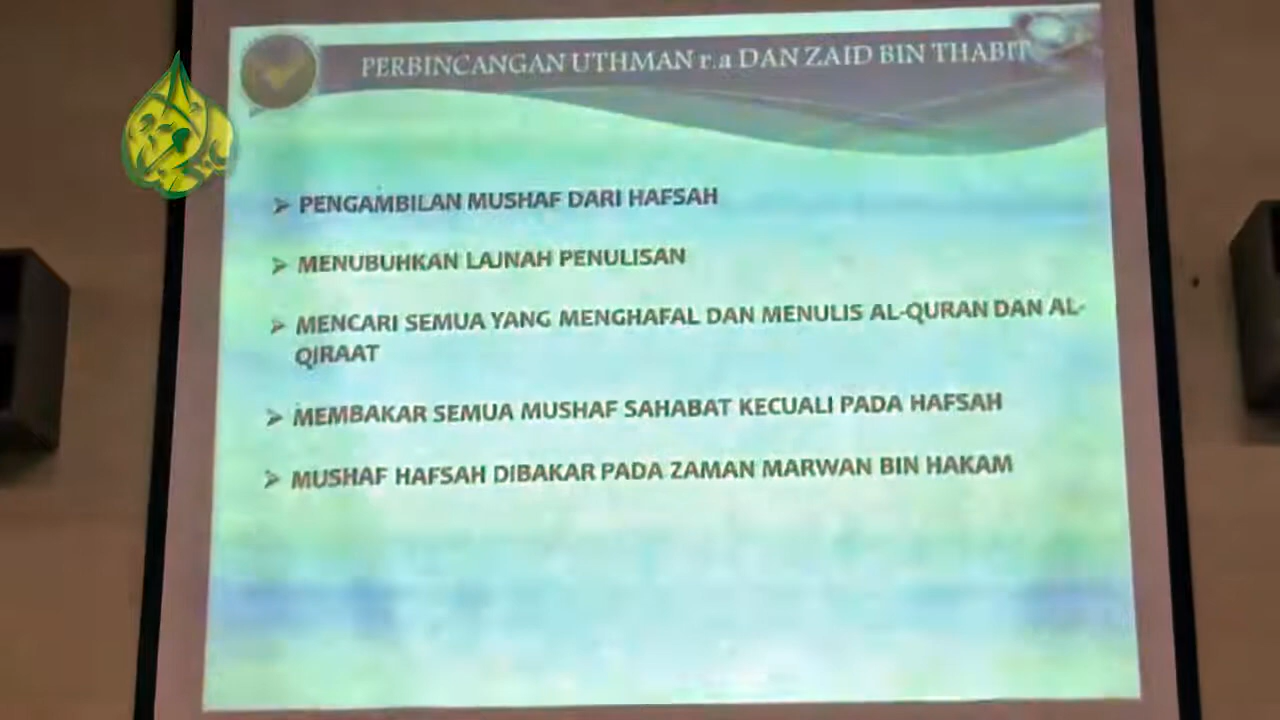 PERBINCANGAN UTHMAN r.a DAN ZAID BIN THABIT
➢ PENGAMBILAN MUSHAF DARI HAFSAH
➢ MENUBUHKAN LAJNAH PENULISAN
➢ MENCARI SEMUA YANG MENGHAFAL DAN MENULIS AL-QURAN DAN AL-
QIRAAT
➢ MEMBAKAR SEMUA MUSHAF SAHABAT KECUALI PADA HAFSAH
➢ MUSHAF HAFSAH DIBAKAR PADA ZAMAN MARWAN BIN HAKAM